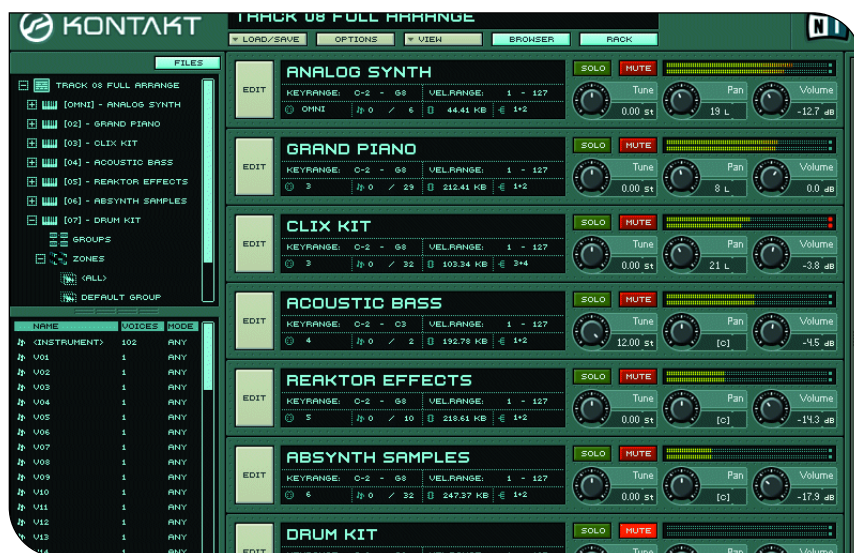 KONTAKT
TRACK 08 FULL ARRANGE
LOAD/SAVE OPTIONS VIEW BROWSER RACK
N I
FILES
TRACK 08 FULL ARRANGE
[OMNI] - ANALOG SYNTH
[02] - GRAND PIANO
[03] - CLIX KIT
[04] - ACOUSTIC BASS
[05] - REAKTOR EFFECTS
[06] - ABSYNTH SAMPLES
[07] - DRUM KIT
GROUPS
ZONES
<ALL>
DEFAULT GROUP
NAME VOICES MODE
<INSTRUMENT> 102 ANY
V01 1 ANY
V02 1 ANY
V03 1 ANY
V04 1 ANY
V05 1 ANY
V06 1 ANY
V07 1 ANY
V08 1 ANY
V09 1 ANY
V10 1 ANY
V11 1 ANY
V12 1 ANY
V13 1 ANY
V14 1 ANY
EDIT
ANALOG SYNTH
SOLO MUTE
KEYRANGE: C-2 - G8 VEL.RANGE: 1 - 127
Tune Pan Volume
OMNI 0 / 6 44.41 KB 1+2
0.00 St 19 L -12.7 dB
EDIT
GRAND PIANO
SOLO MUTE
KEYRANGE: C-2 - G8 VEL.RANGE: 1 - 127
Tune Pan Volume
3 0 / 29 212.41 KB 1+2
0.00 St 8 L 0.0 dB
EDIT
CLIX KIT
SOLO MUTE
KEYRANGE: C-2 - G8 VEL.RANGE: 1 - 127
Tune Pan Volume
3 0 / 32 103.34 KB 3+4
0.00 St 21 L -3.8 dB
EDIT
ACOUSTIC BASS
SOLO MUTE
KEYRANGE: C-2 - C3 VEL.RANGE: 1 - 127
Tune Pan Volume
4 0 / 2 192.78 KB 1+2
12.00 St [C] -4.5 dB
EDIT
REAKTOR EFFECTS
SOLO MUTE
KEYRANGE: C-2 - G8 VEL.RANGE: 1 - 127
Tune Pan Volume
5 0 / 10 218.61 KB 1+2
0.00 St [C] -14.3 dB
EDIT
ABSYNTH SAMPLES
SOLO MUTE
KEYRANGE: C-2 - G8 VEL.RANGE: 1 - 127
Tune Pan Volume
6 0 / 32 247.37 KB 1+2
0.00 St [C] -17.9 dB
EDIT
DRUM KIT
SOLO MUTE
KEYRANGE: C-2 - G8 VEL.RANGE: 1 - 127
Tune Pan Volume